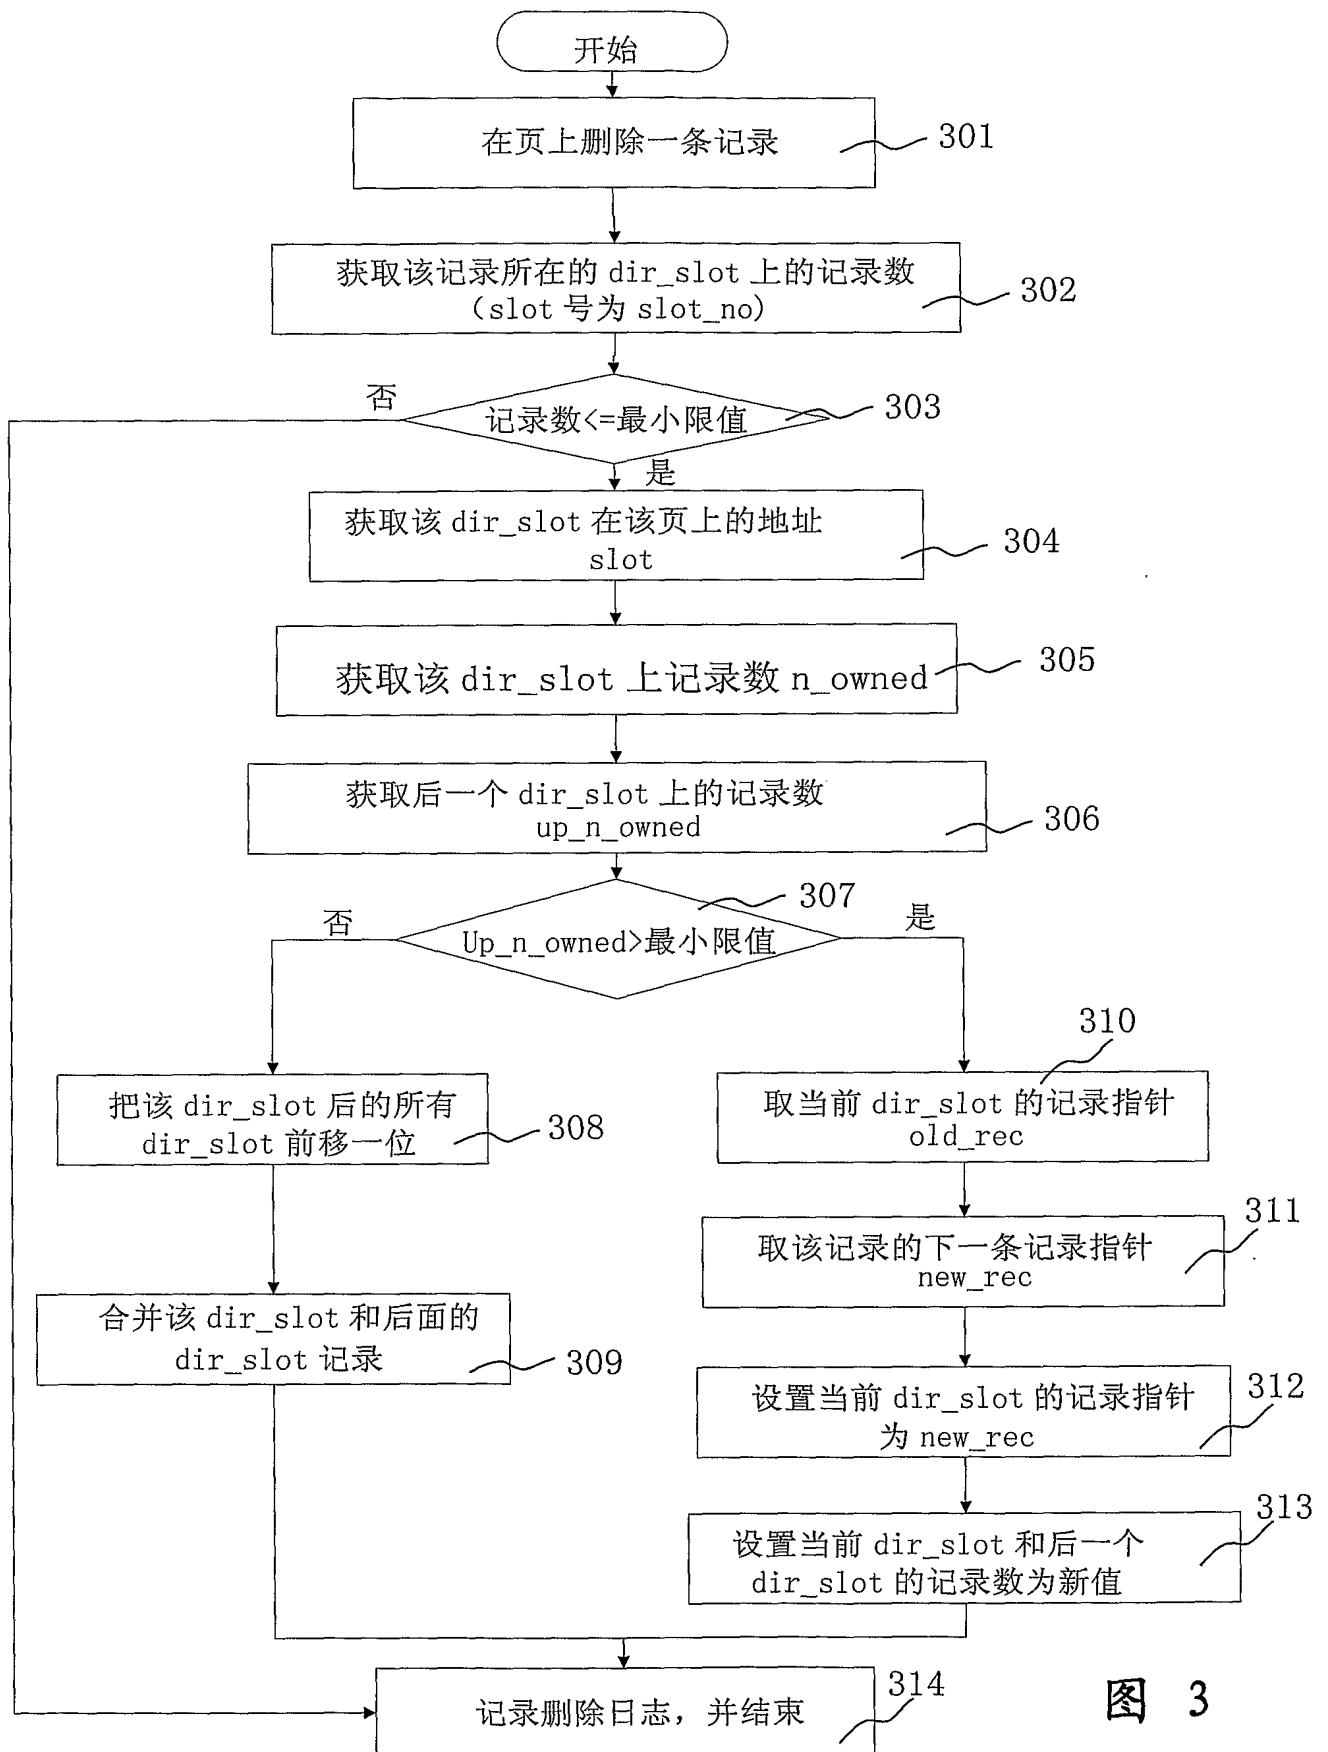 开始
在页上删除一条记录
301
获取该记录所在的 dir_slot 上的记录数
（slot 号为 slot_no）
302
否
记录数<=最小限值
303
是
获取该 dir_slot 在该页上的地址
slot
304
获取该 dir_slot 上记录数 n_owned
305
获取后一个 dir_slot 上的记录数
up_n_owned
306
307
否
Up_n_owned>最小限值
是
310
把该 dir_slot 后的所有
dir_slot 前移一位
308
取当前 dir_slot 的记录指针
old_rec
311
取该记录的下一条记录指针
new_rec
合并该 dir_slot 和后面的
dir_slot 记录
309
312
设置当前 dir_slot 的记录指针
为 new_rec
313
设置当前 dir_slot 和后一个
dir_slot 的记录数为新值
314
记录删除日志，并结束
图 3